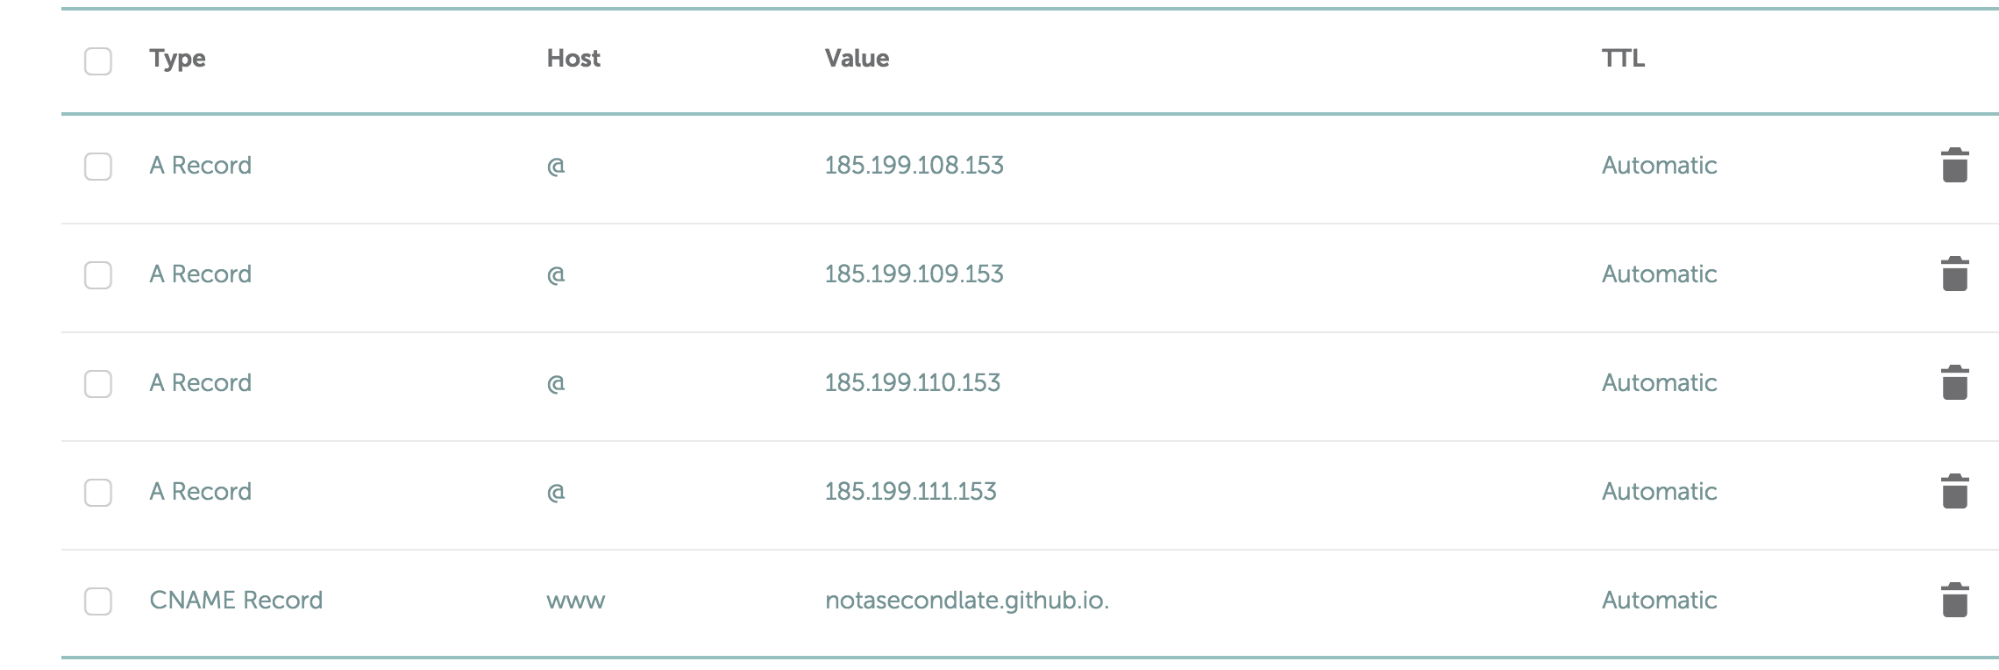 Type Host Value TTL
A Record @ 185.199.108.153 Automatic
A Record @ 185.199.109.153 Automatic
A Record @ 185.199.110.153 Automatic
A Record @ 185.199.111.153 Automatic
CNAME Record www notasecondlate.github.io. Automatic